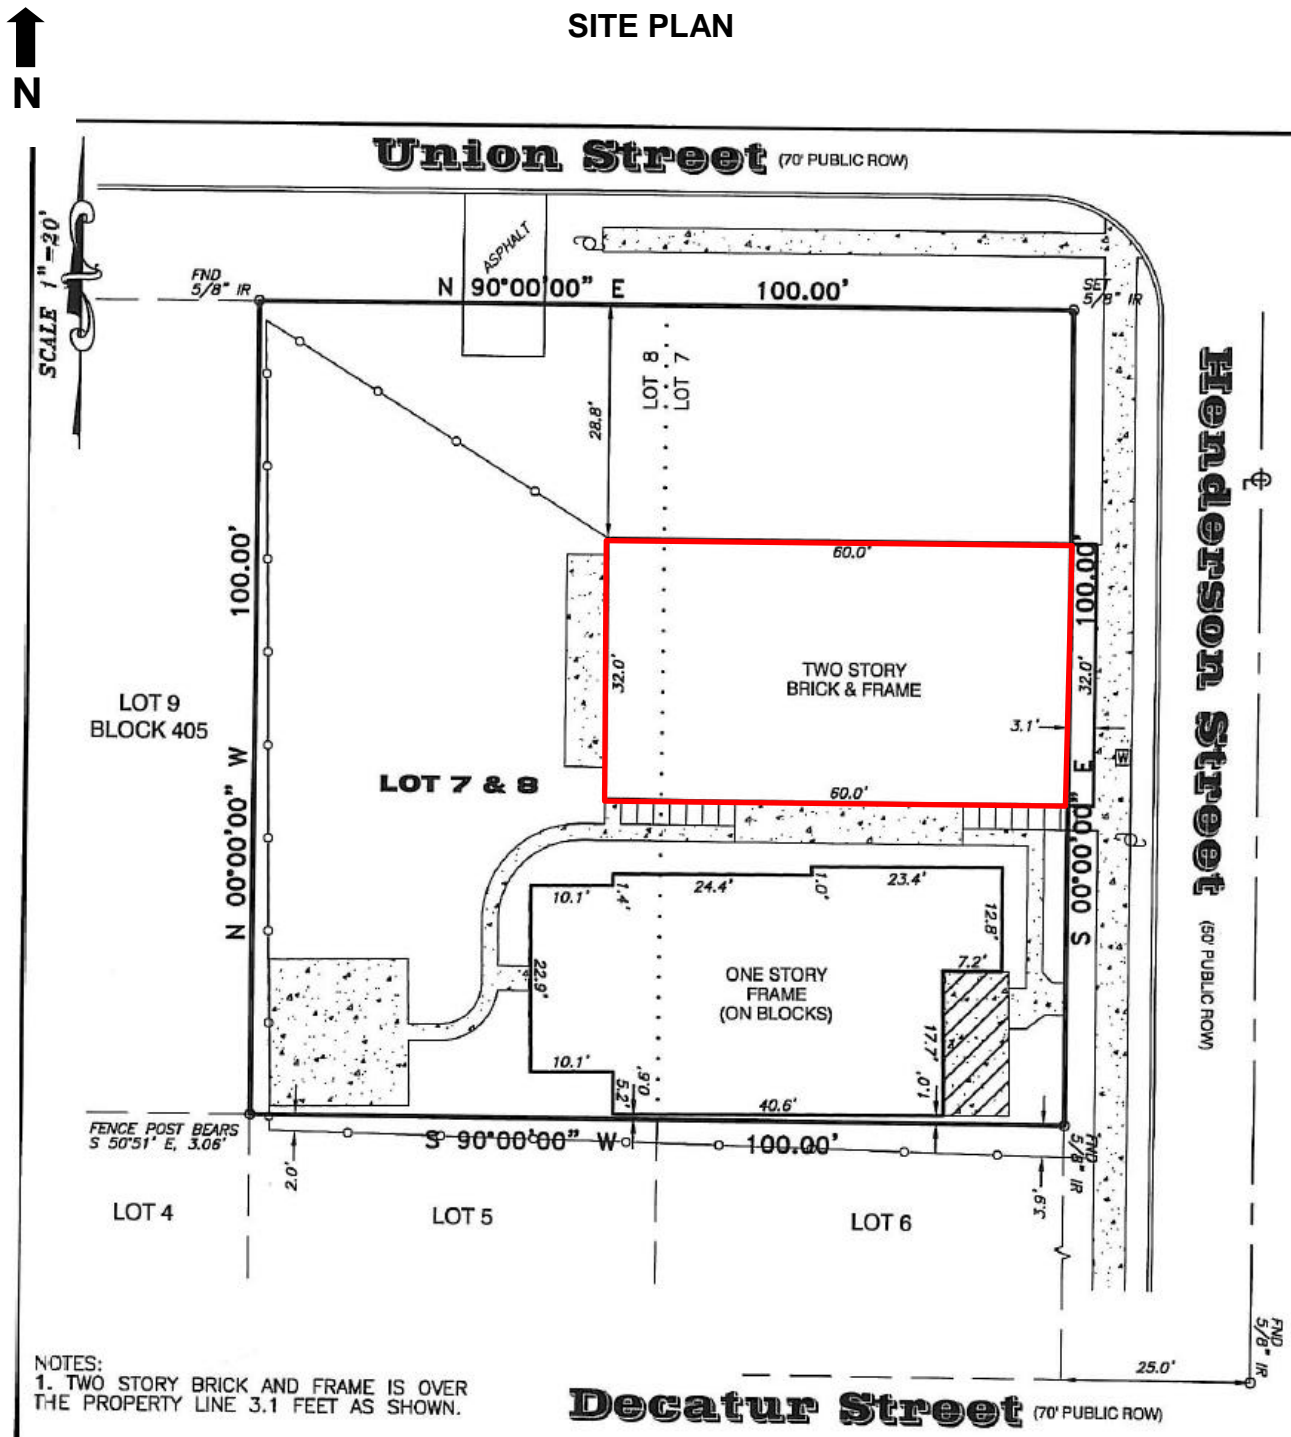 SITE PLAN
N
Union Street (70' PUBLIC ROW)
SCALE 1"=20'
ASPHALT
FND
5/8" IR
N 90°00'00" E 100.00'
SET
5/8" IR
LOT 8
LOT 7
28.8'
Henderson Street (50' PUBLIC ROW)
60.0'
100.00'
100.00'
32.0'
32.0'
TWO STORY
BRICK & FRAME
LOT 9
BLOCK 405
3.1'
N 00°00'00" W
W
LOT 7 & 8
60.0'
S 00°00'00" E
10.1'
1.4'
24.4'
1.0'
23.4'
12.8'
22.9'
ONE STORY
FRAME
(ON BLOCKS)
7.2'
17.7'
10.1'
5.2'
0.6'
40.6'
1.0'
FENCE POST BEARS
S 50°51' E, 3.06'
S 90°00'00" W 100.00'
FND
5/8" IR
2.0'
3.9'
LOT 4
LOT 5
LOT 6
FND
5/8" IR
25.0'
NOTES:
1. TWO STORY BRICK AND FRAME IS OVER
THE PROPERTY LINE 3.1 FEET AS SHOWN.
Decatur Street (70' PUBLIC ROW)